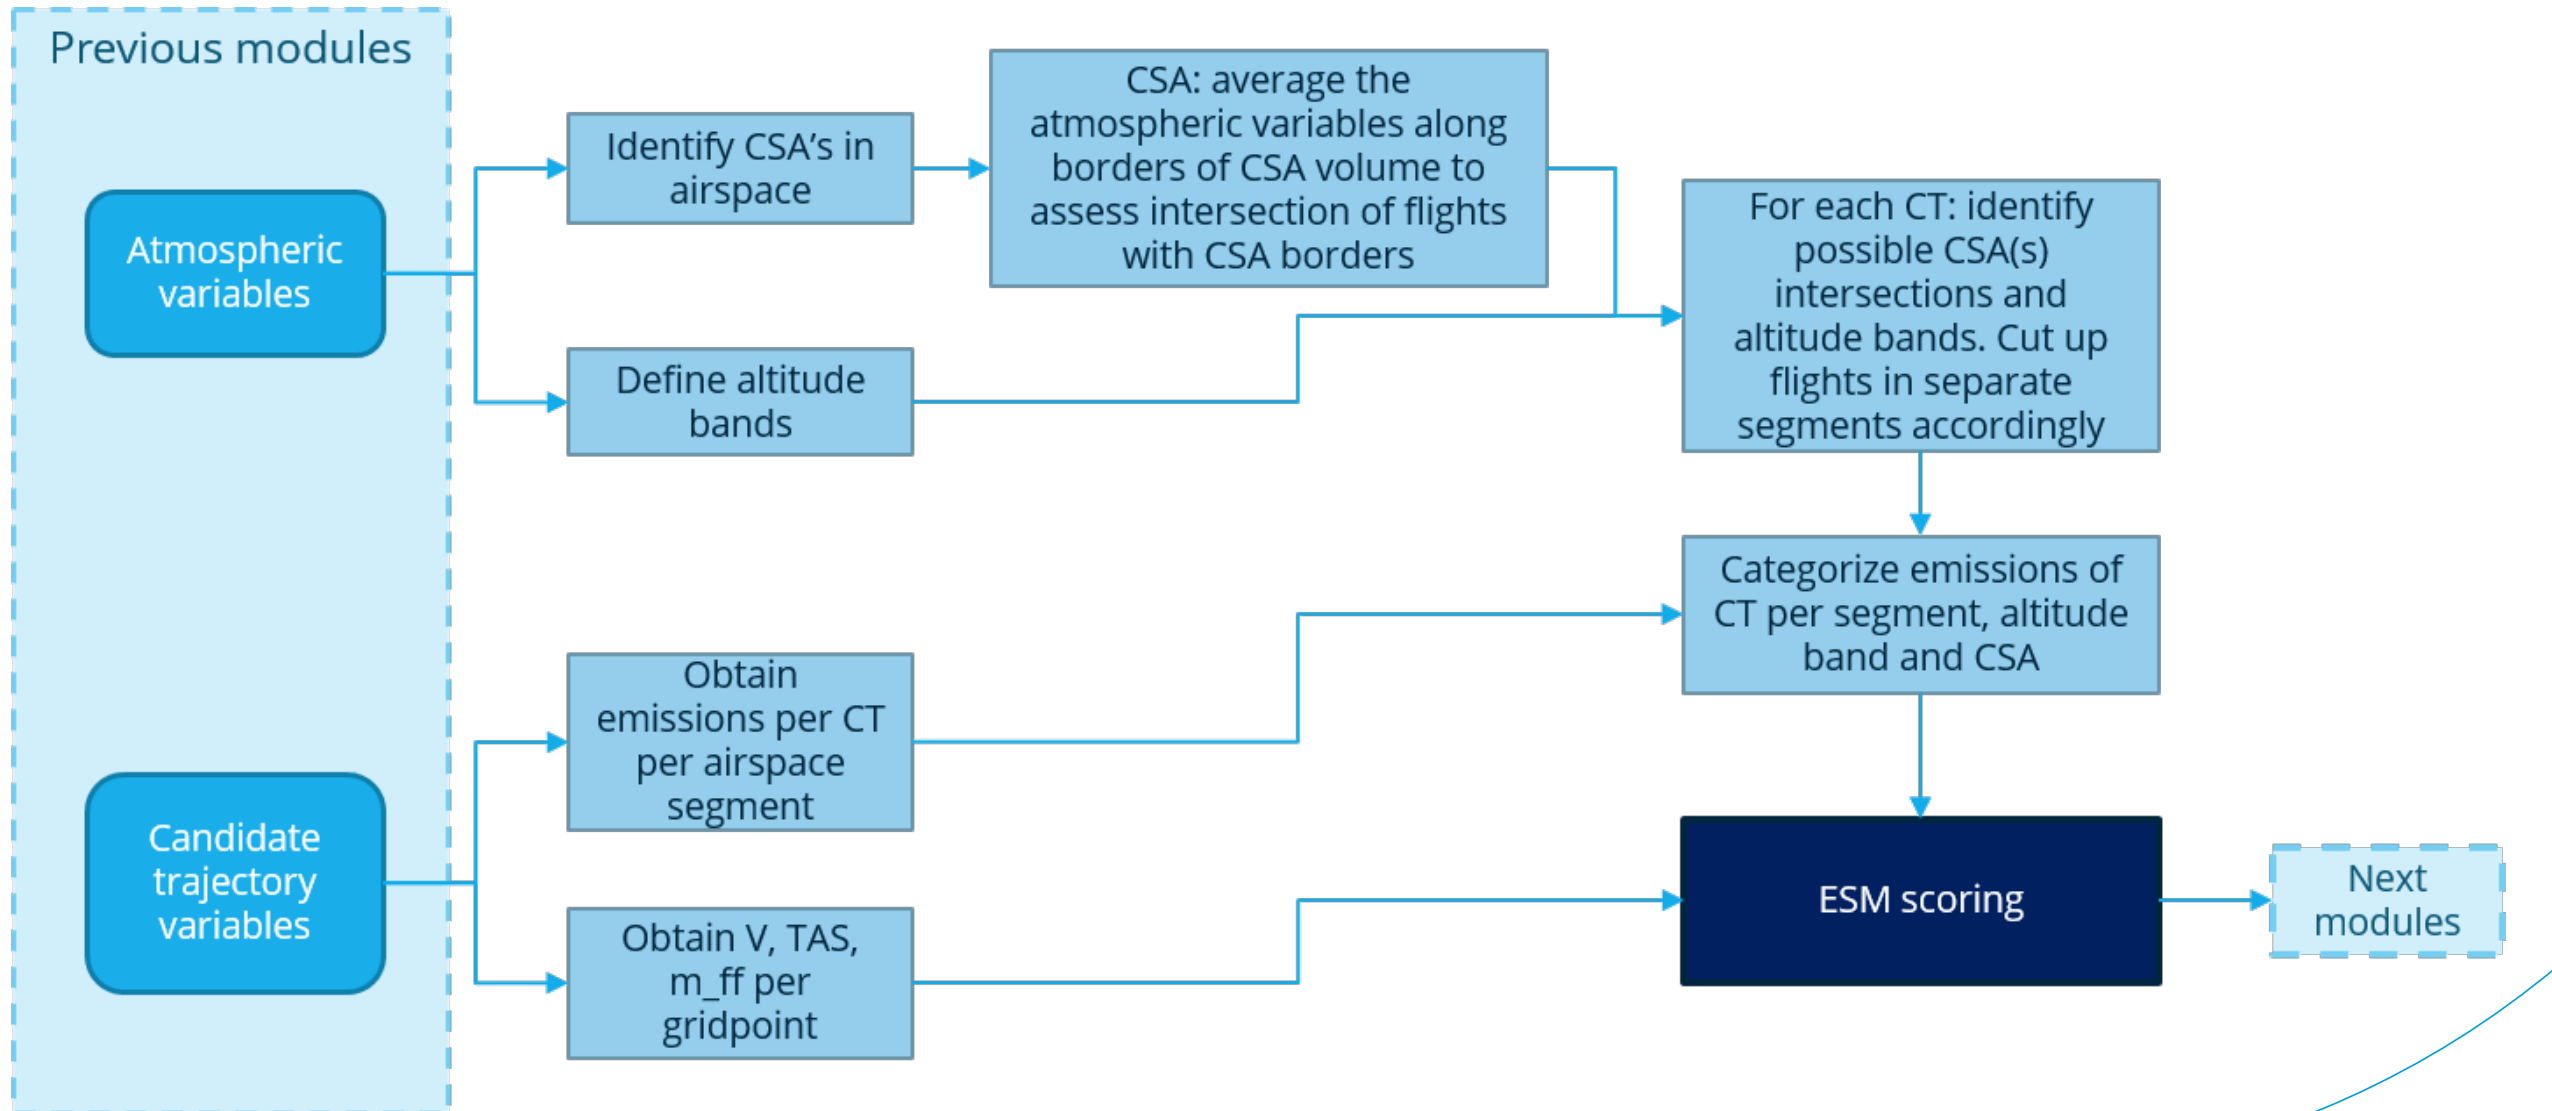 Previous modules
Atmospheric
variables
Identify CSA’s in
airspace
CSA: average the
atmospheric variables along
borders of CSA volume to
assess intersection of flights
with CSA borders
Define altitude
bands
For each CT: identify
possible CSA(s)
intersections and
altitude bands. Cut up
flights in separate
segments accordingly
Candidate
trajectory
variables
Obtain
emissions per CT
per airspace
segment
Categorize emissions of
CT per segment, altitude
band and CSA
Obtain V, TAS,
m_ff per
gridpoint
ESM scoring
Next
modules